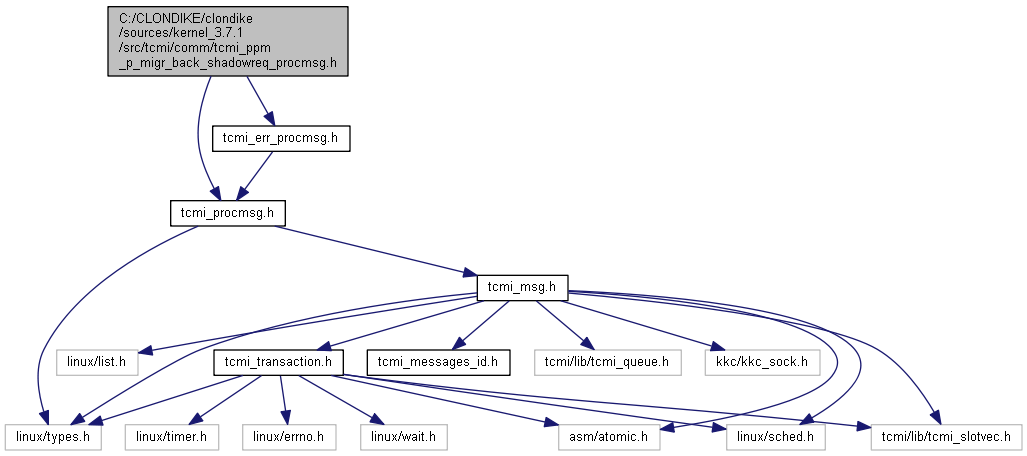 C:/CLONDIKE/clondike
/sources/kernel_3.7.1
/src/tcmi/comm/tcmi_ppm
_p_migr_back_shadowreq_procmsg.h
tcmi_err_procmsg.h
tcmi_procmsg.h
tcmi_msg.h
linux/list.h
tcmi_transaction.h
tcmi_messages_id.h
tcmi/lib/tcmi_queue.h
kkc/kkc_sock.h
linux/types.h
linux/timer.h
linux/errno.h
linux/wait.h
asm/atomic.h
linux/sched.h
tcmi/lib/tcmi_slotvec.h